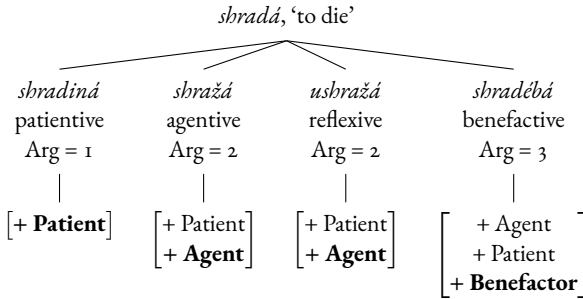 shradá, 'to die'
shradiná shražá ushražá shradébá
patientive agentive reflexive benefactive
Arg = 1 Arg = 2 Arg = 2 Arg = 3
[+ Patient]
[+ Patient
+ Agent]
[+ Patient
+ Agent]
[+ Agent
+ Patient
+ Benefactor]